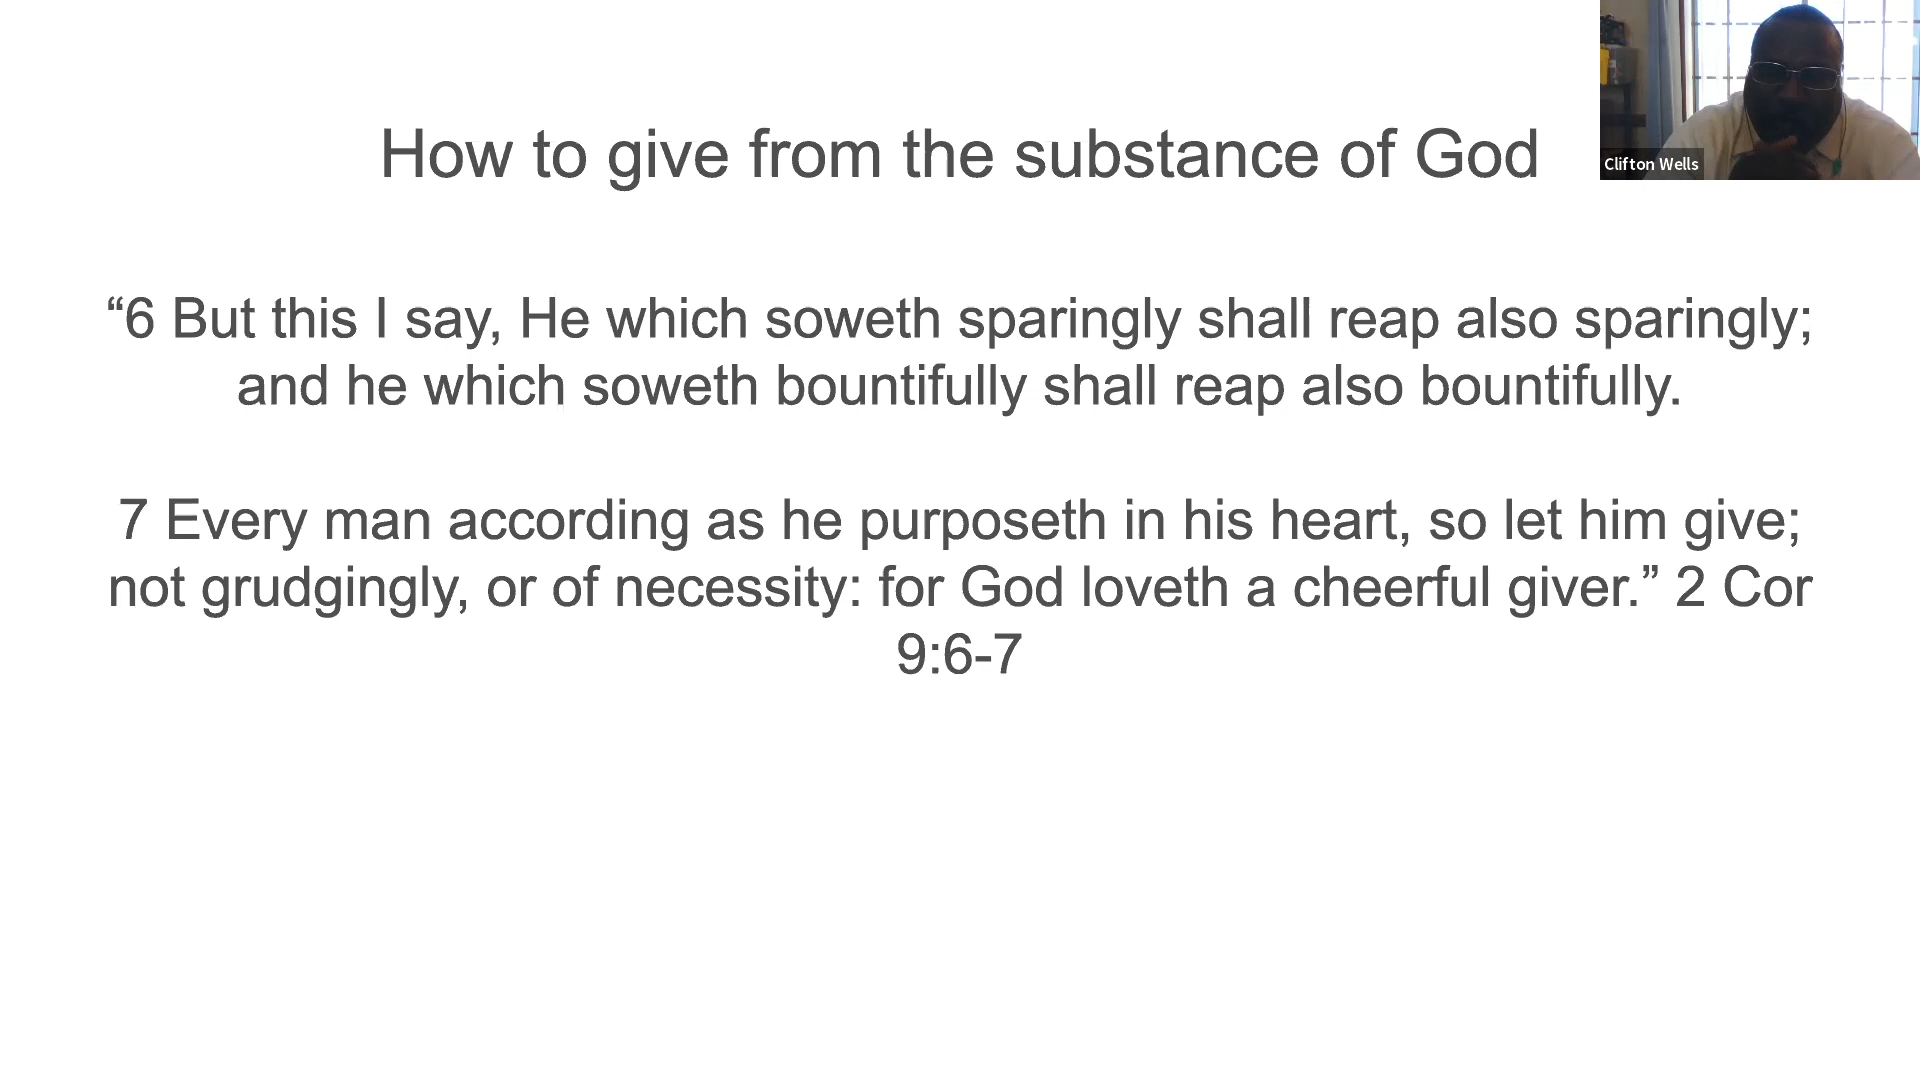 How to give from the substance of God
Clifton Wells
“6 But this I say, He which soweth sparingly shall reap also sparingly;
and he which soweth bountifully shall reap also bountifully.
7 Every man according as he purposeth in his heart, so let him give;
not grudgingly, or of necessity: for God loveth a cheerful giver.” 2 Cor
9:6-7